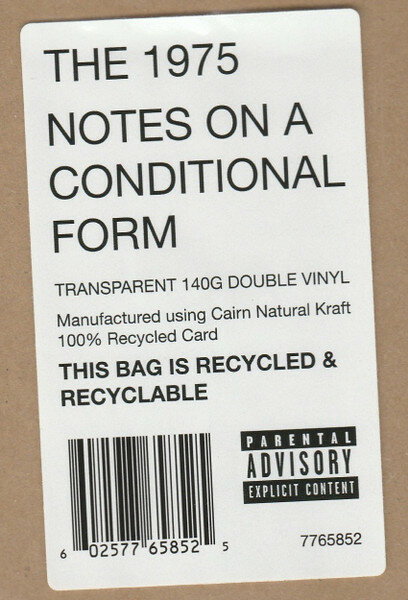 THE 1975
NOTES ON A
CONDITIONAL
FORM
TRANSPARENT 140G DOUBLE VINYL
Manufactured using Cairn Natural Kraft
100% Recycled Card
THIS BAG IS RECYCLED &
RECYCLABLE
PARENTAL
ADVISORY
EXPLICIT CONTENT
6 02577 65852 5
7765852